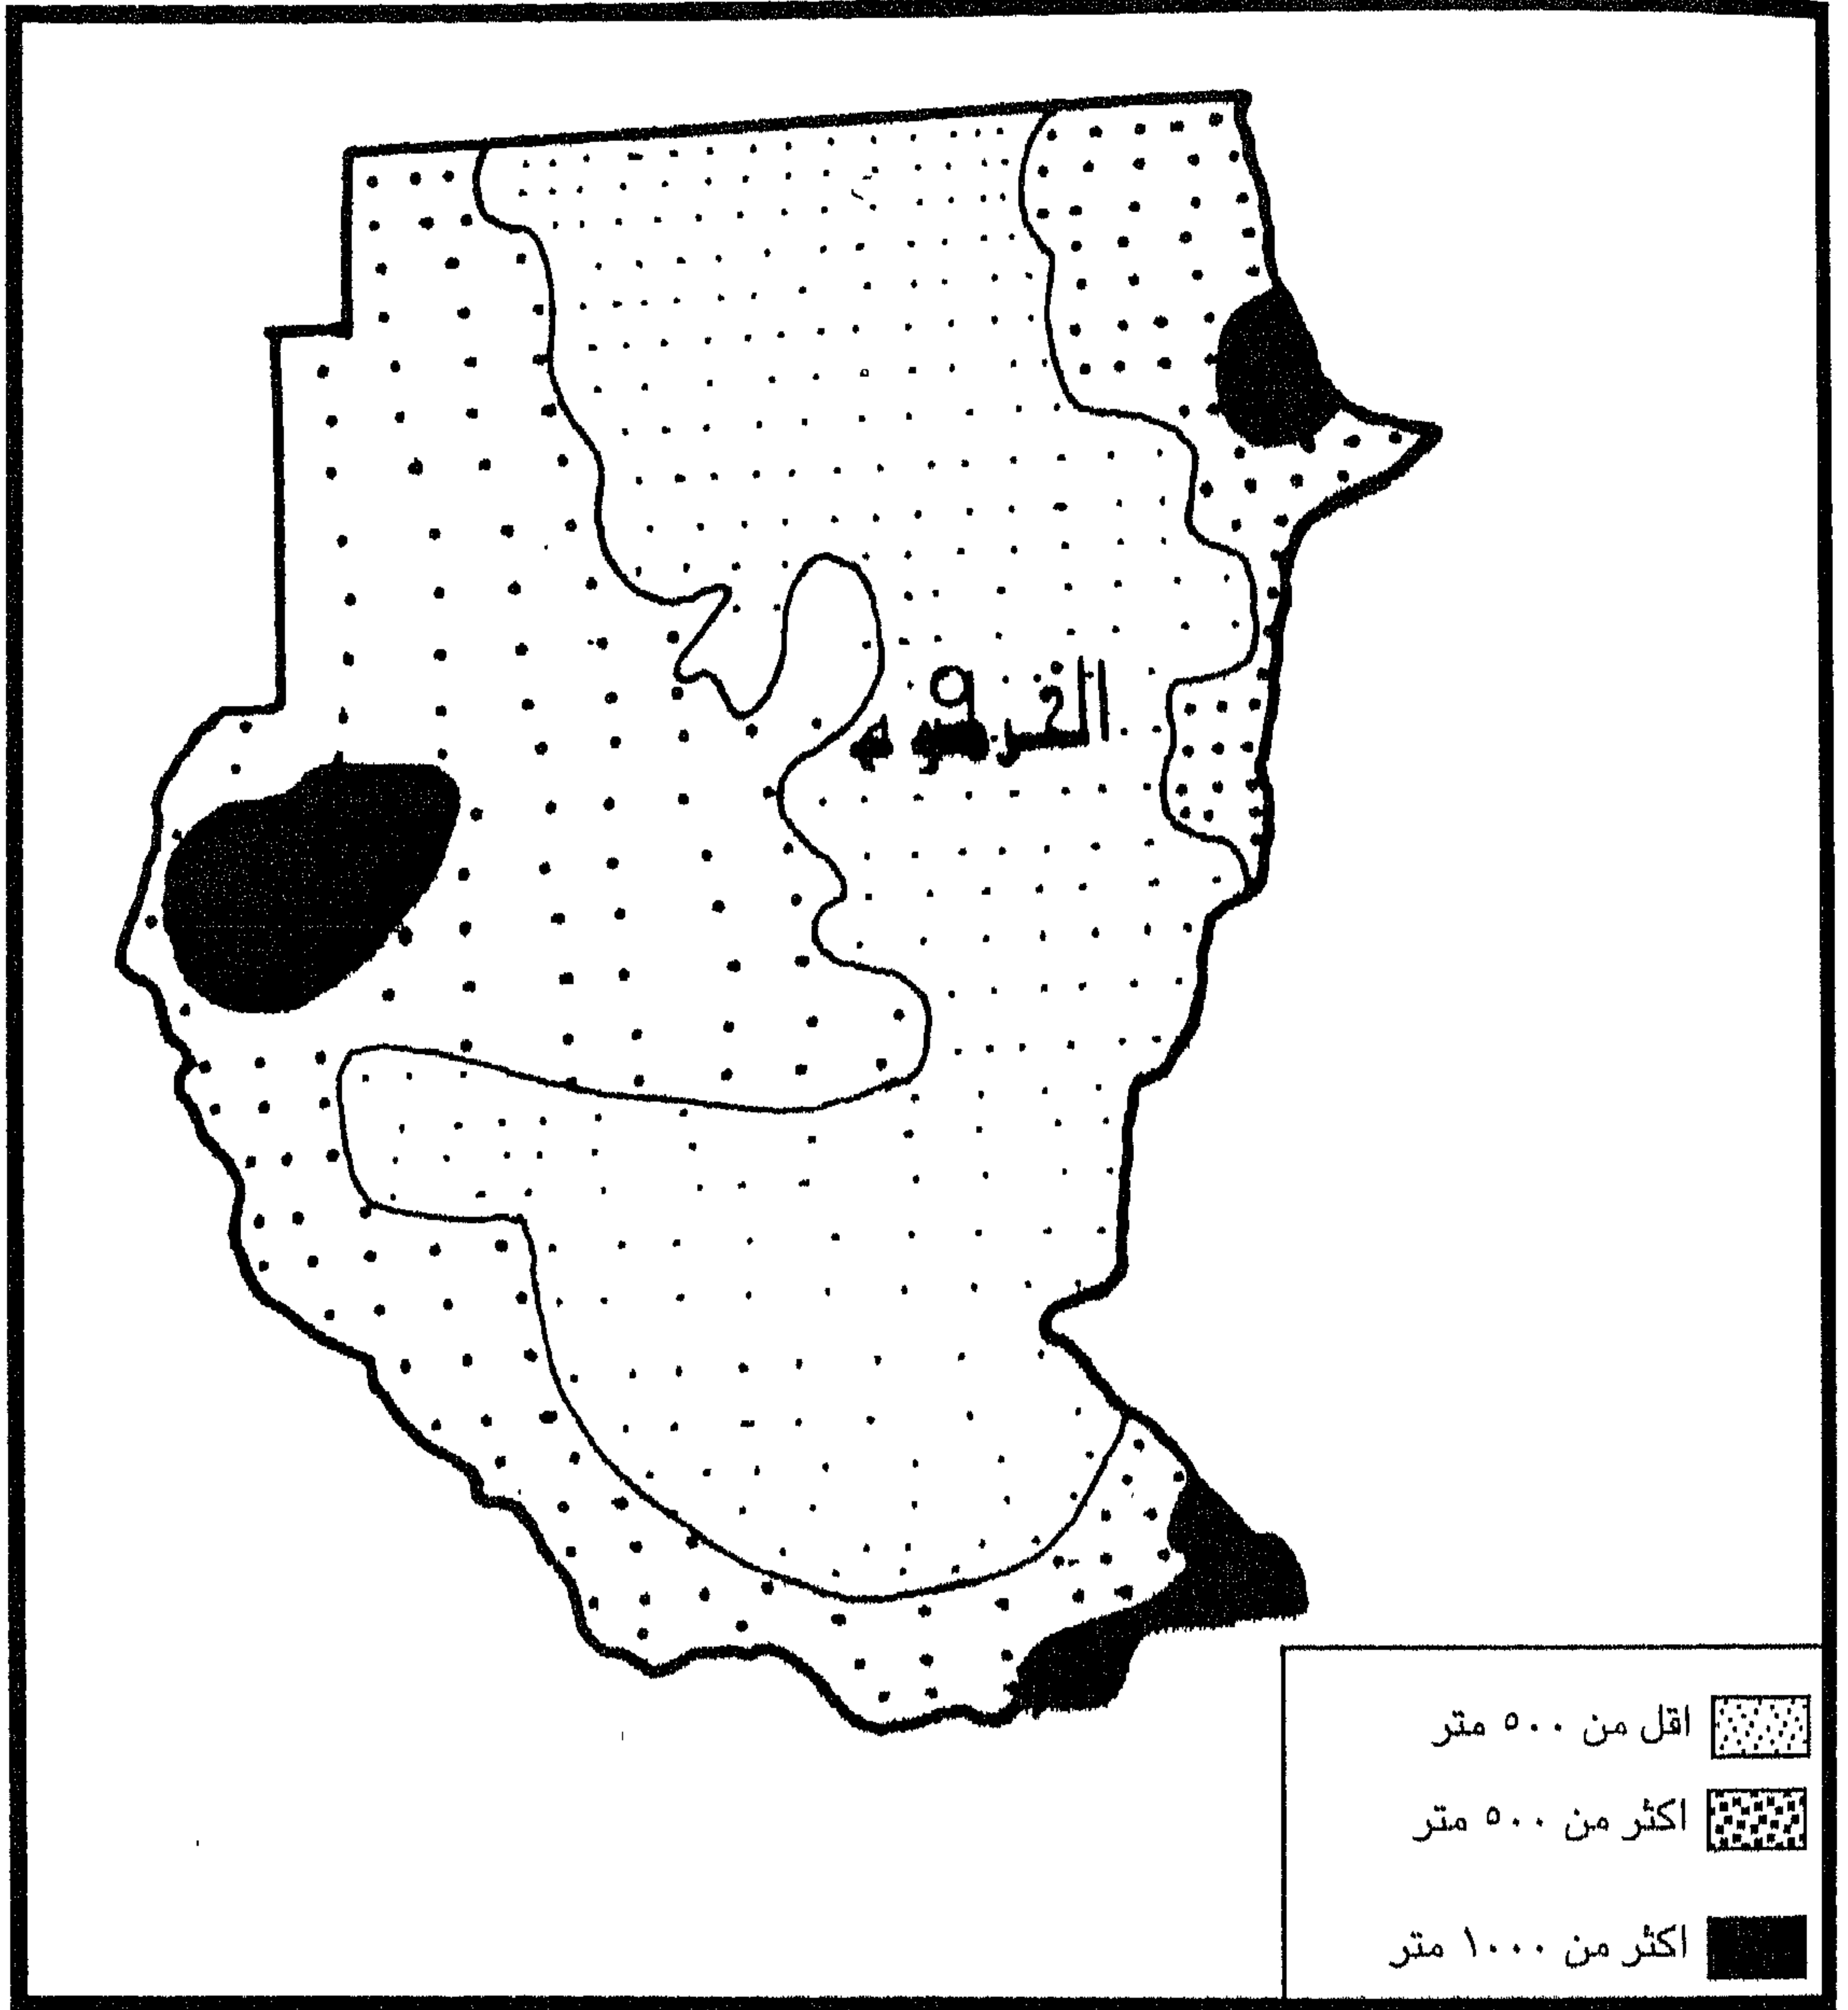 الخرطوم
اقل من ٥٠٠ متر
اكثر من ٥٠٠ متر
اكثر من ١٠٠٠ متر